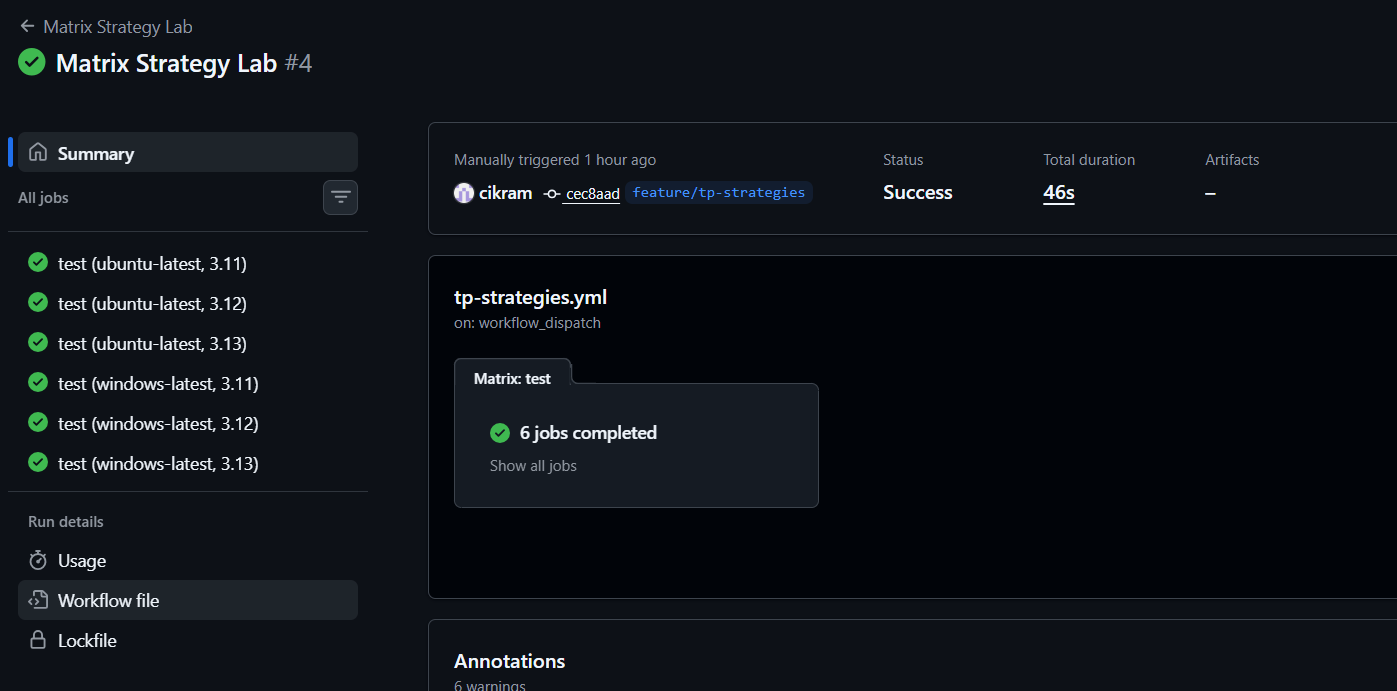 Matrix Strategy Lab
Matrix Strategy Lab #4
Summary
All jobs
test (ubuntu-latest, 3.11)
test (ubuntu-latest, 3.12)
test (ubuntu-latest, 3.13)
test (windows-latest, 3.11)
test (windows-latest, 3.12)
test (windows-latest, 3.13)
Run details
Usage
Workflow file
Lockfile
Manually triggered 1 hour ago
cikram cec8aad feature/tp-strategies
Status
Success
Total duration
46s
Artifacts
–
tp-strategies.yml
on: workflow_dispatch
Matrix: test
6 jobs completed
Show all jobs
Annotations
6 warnings